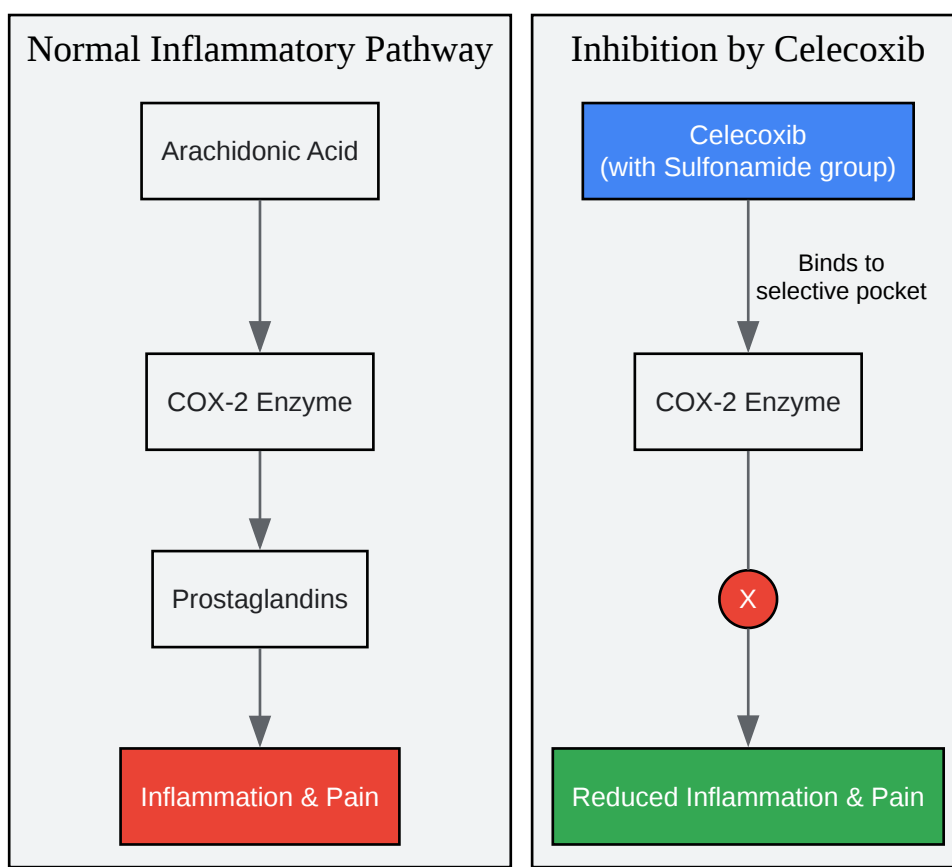 Normal Inflammatory Pathway
Arachidonic Acid
COX-2 Enzyme
Prostaglandins
Inflammation & Pain
Inhibition by Celecoxib
Celecoxib
(with Sulfonamide group)
Binds to
selective pocket
COX-2 Enzyme
X
Reduced Inflammation & Pain